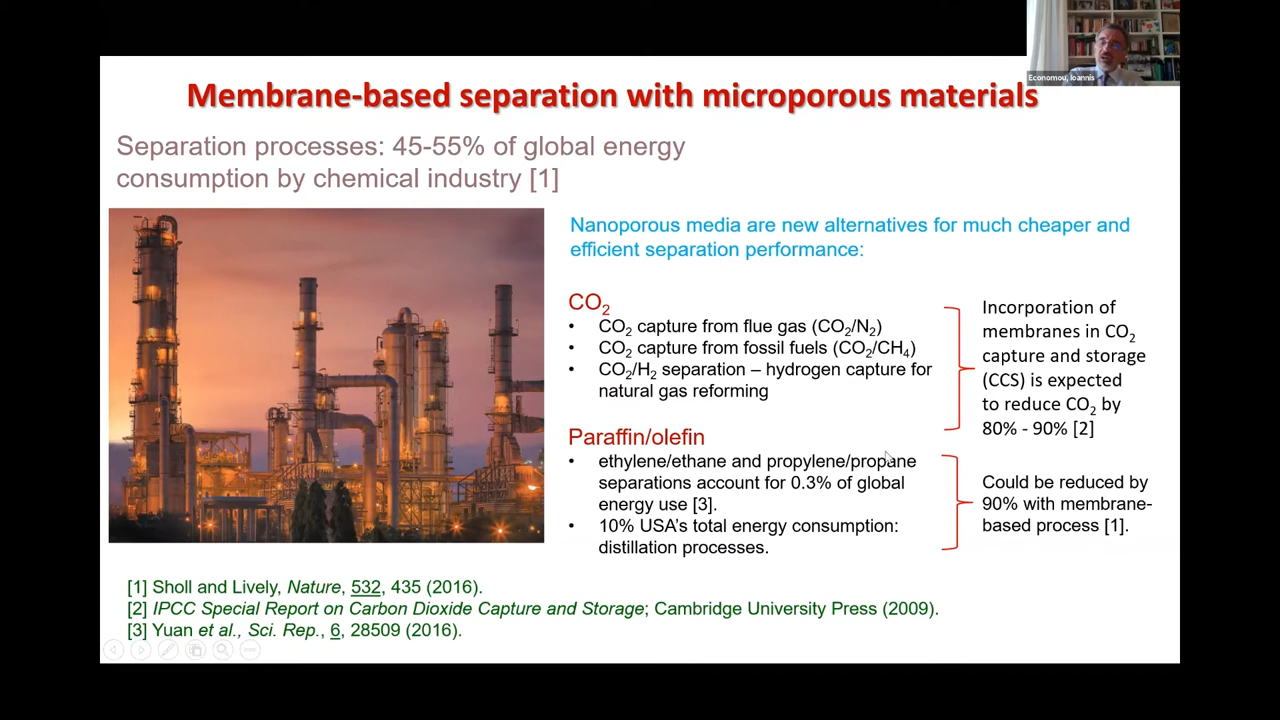 Economou, Ioannis
Membrane-based separation with microporous materials
Separation processes: 45-55% of global energy
consumption by chemical industry [1]
Nanoporous media are new alternatives for much cheaper and
efficient separation performance:
CO₂
• CO₂ capture from flue gas (CO₂/N₂)
• CO₂ capture from fossil fuels (CO₂/CH₄)
• CO₂/H₂ separation – hydrogen capture for
natural gas reforming
Incorporation of
membranes in CO₂
capture and storage
(CCS) is expected
to reduce CO₂ by
80% - 90% [2]
Paraffin/olefin
• ethylene/ethane and propylene/propane
separations account for 0.3% of global
energy use [3].
• 10% USA’s total energy consumption:
distillation processes.
Could be reduced by
90% with membrane-
based process [1].
[1] Sholl and Lively, Nature, 532, 435 (2016).
[2] IPCC Special Report on Carbon Dioxide Capture and Storage; Cambridge University Press (2009).
[3] Yuan et al., Sci. Rep., 6, 28509 (2016).